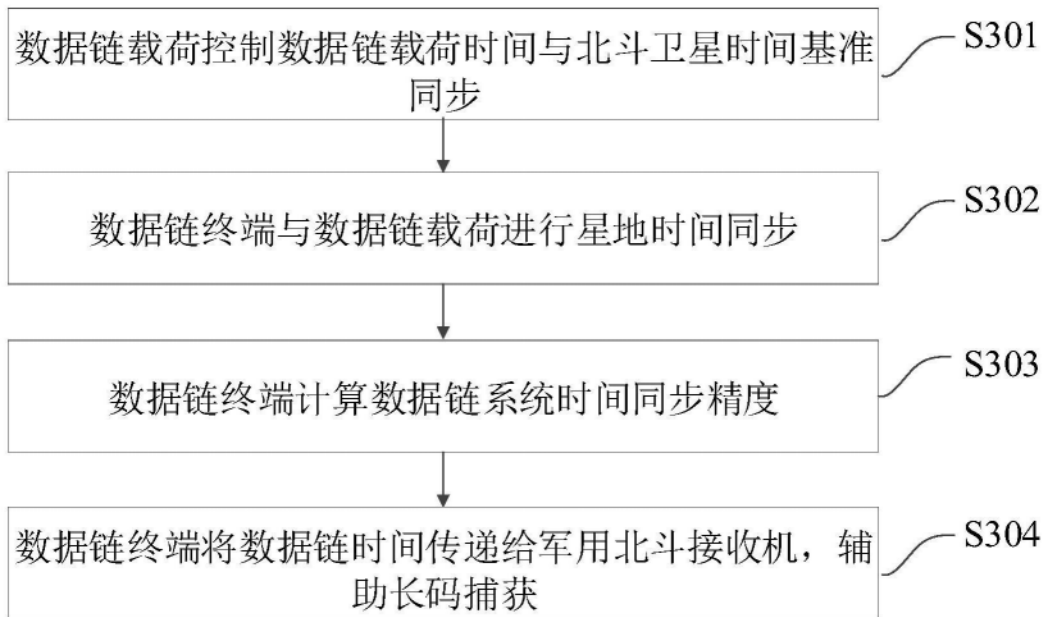 数据链载荷控制数据链载荷时间与北斗卫星时间基准
同步
S301
数据链终端与数据链载荷进行星地时间同步
S302
数据链终端计算数据链系统时间同步精度
S303
数据链终端将数据链时间传递给军用北斗接收机，辅
助长码捕获
S304